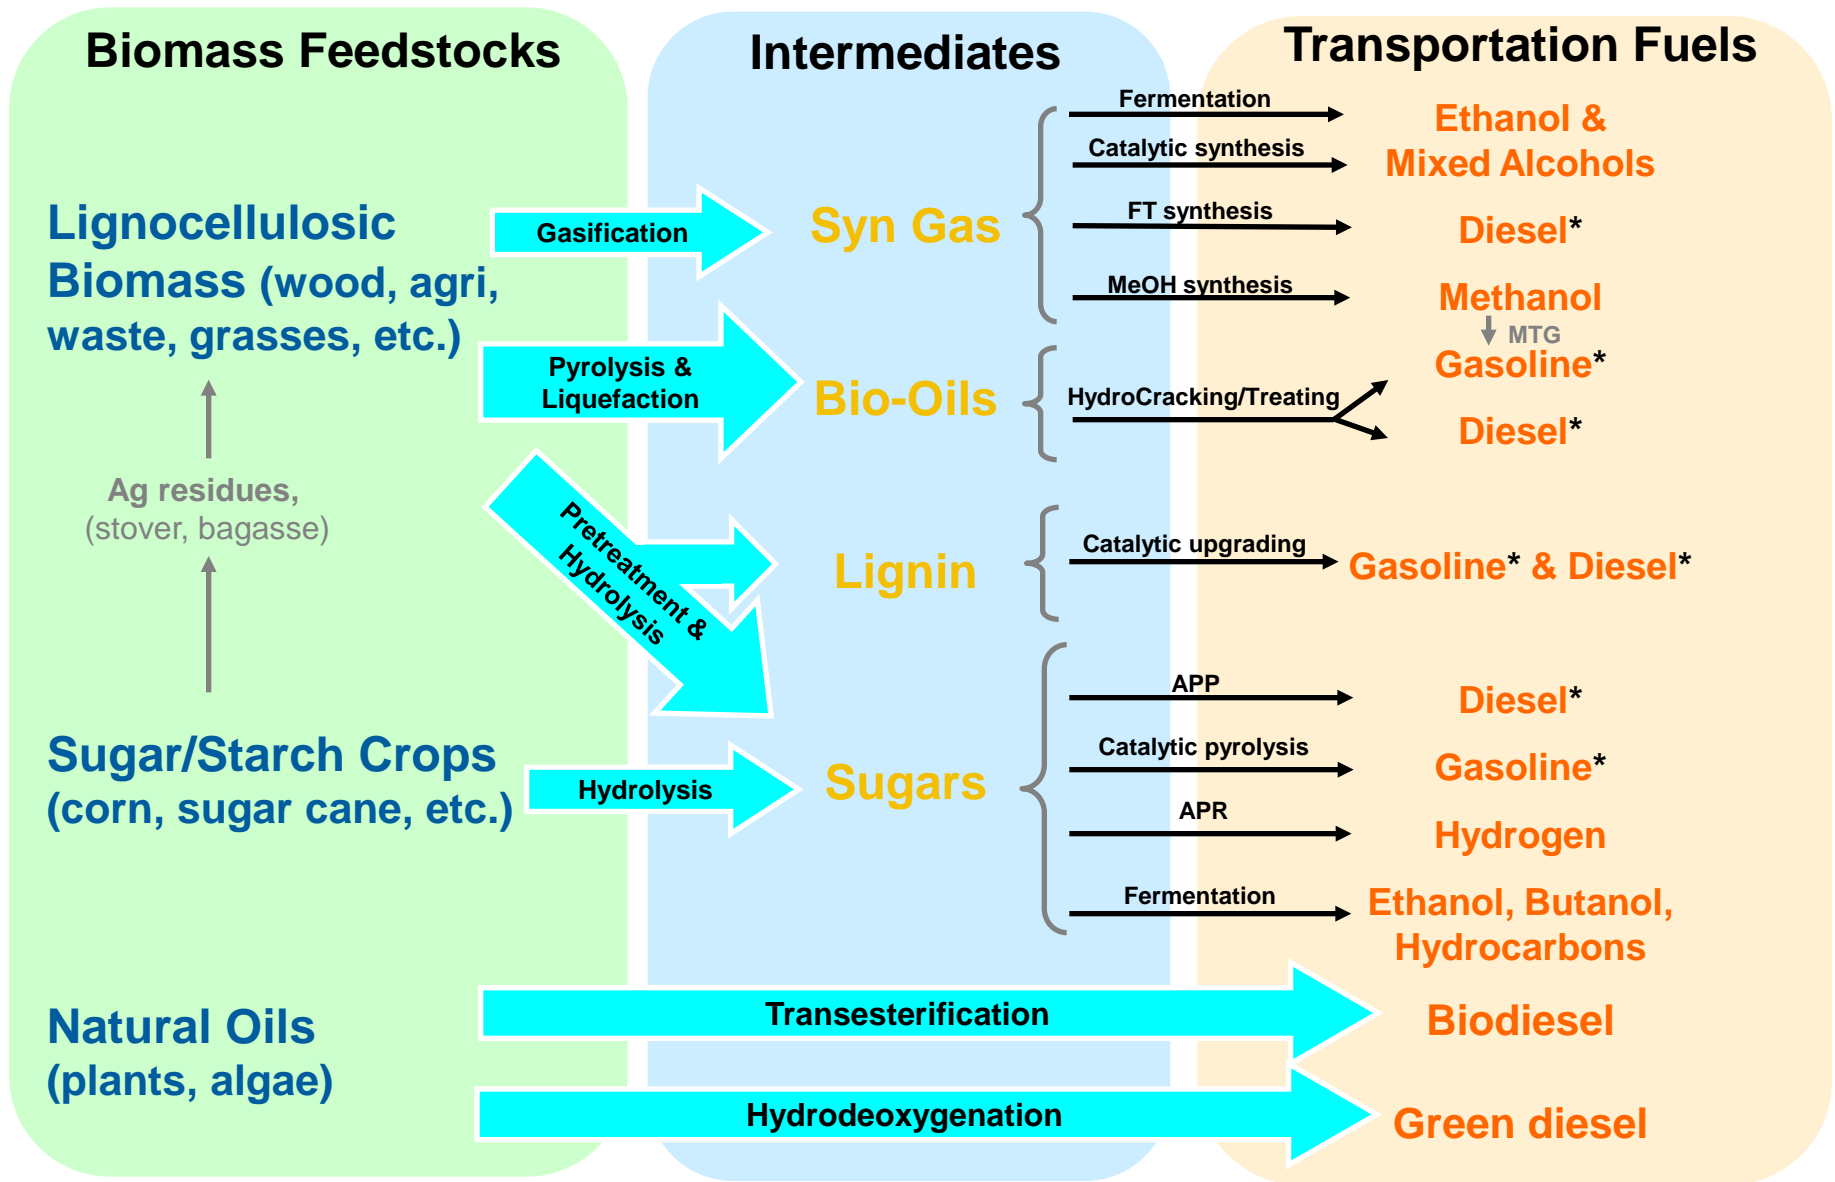 Biomass Feedstocks
Intermediates
Transportation Fuels
Lignocellulosic
Biomass (wood, agri,
waste, grasses, etc.)
Ag residues,
(stover, bagasse)
Sugar/Starch Crops
(corn, sugar cane, etc.)
Natural Oils
(plants, algae)
Gasification
Pyrolysis &
Liquefaction
Pretreatment &
Hydrolysis
Hydrolysis
Transesterification
Hydrodeoxygenation
Syn Gas
Bio-Oils
Lignin
Sugars
Fermentation
Catalytic synthesis
FT synthesis
MeOH synthesis
HydroCracking/Treating
Catalytic upgrading
APP
Catalytic pyrolysis
APR
Fermentation
Ethanol &
Mixed Alcohols
Diesel*
Methanol
MTG
Gasoline*
Diesel*
Gasoline* & Diesel*
Diesel*
Gasoline*
Hydrogen
Ethanol, Butanol,
Hydrocarbons
Biodiesel
Green diesel